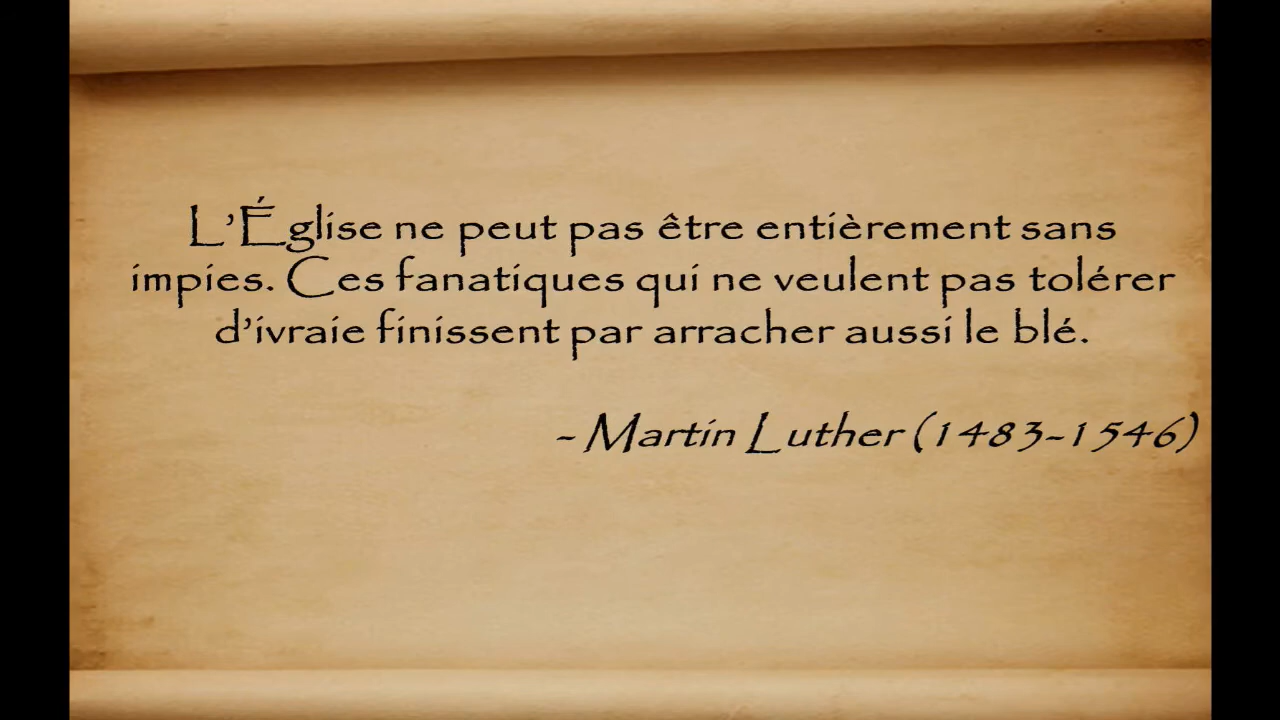 L’Église ne peut pas être entièrement sans
impies. Ces fanatiques qui ne veulent pas tolérer
d’ivraie finissent par arracher aussi le blé.
- Martin Luther (1483-1546)